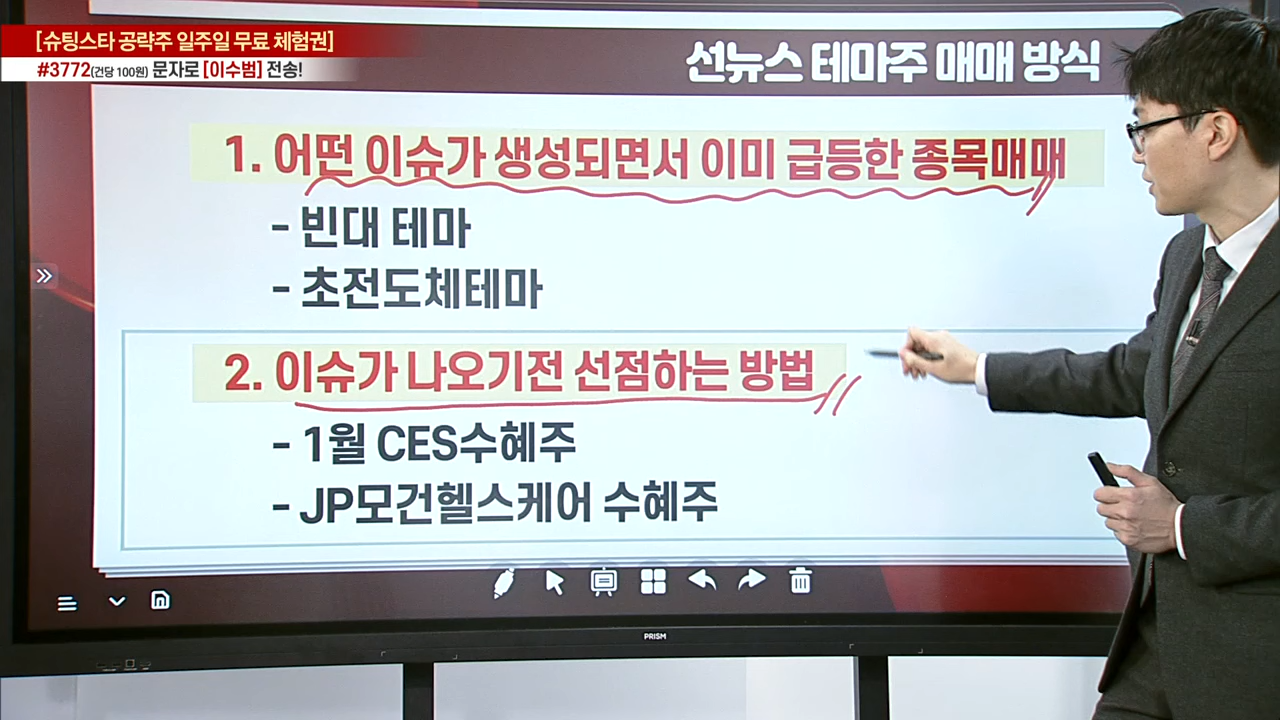 [슈팅스타 공략주 일주일 무료 체험권]
#3772(건당 100원) 문자로 [이수범] 전송!
선뉴스 테마주 매매 방식
1. 어떤 이슈가 생성되면서 이미 급등한 종목매매
- 빈대 테마
- 초전도체테마
2. 이슈가 나오기전 선점하는 방법
- 1월 CES수혜주
- JP모건헬스케어 수혜주
PRISM